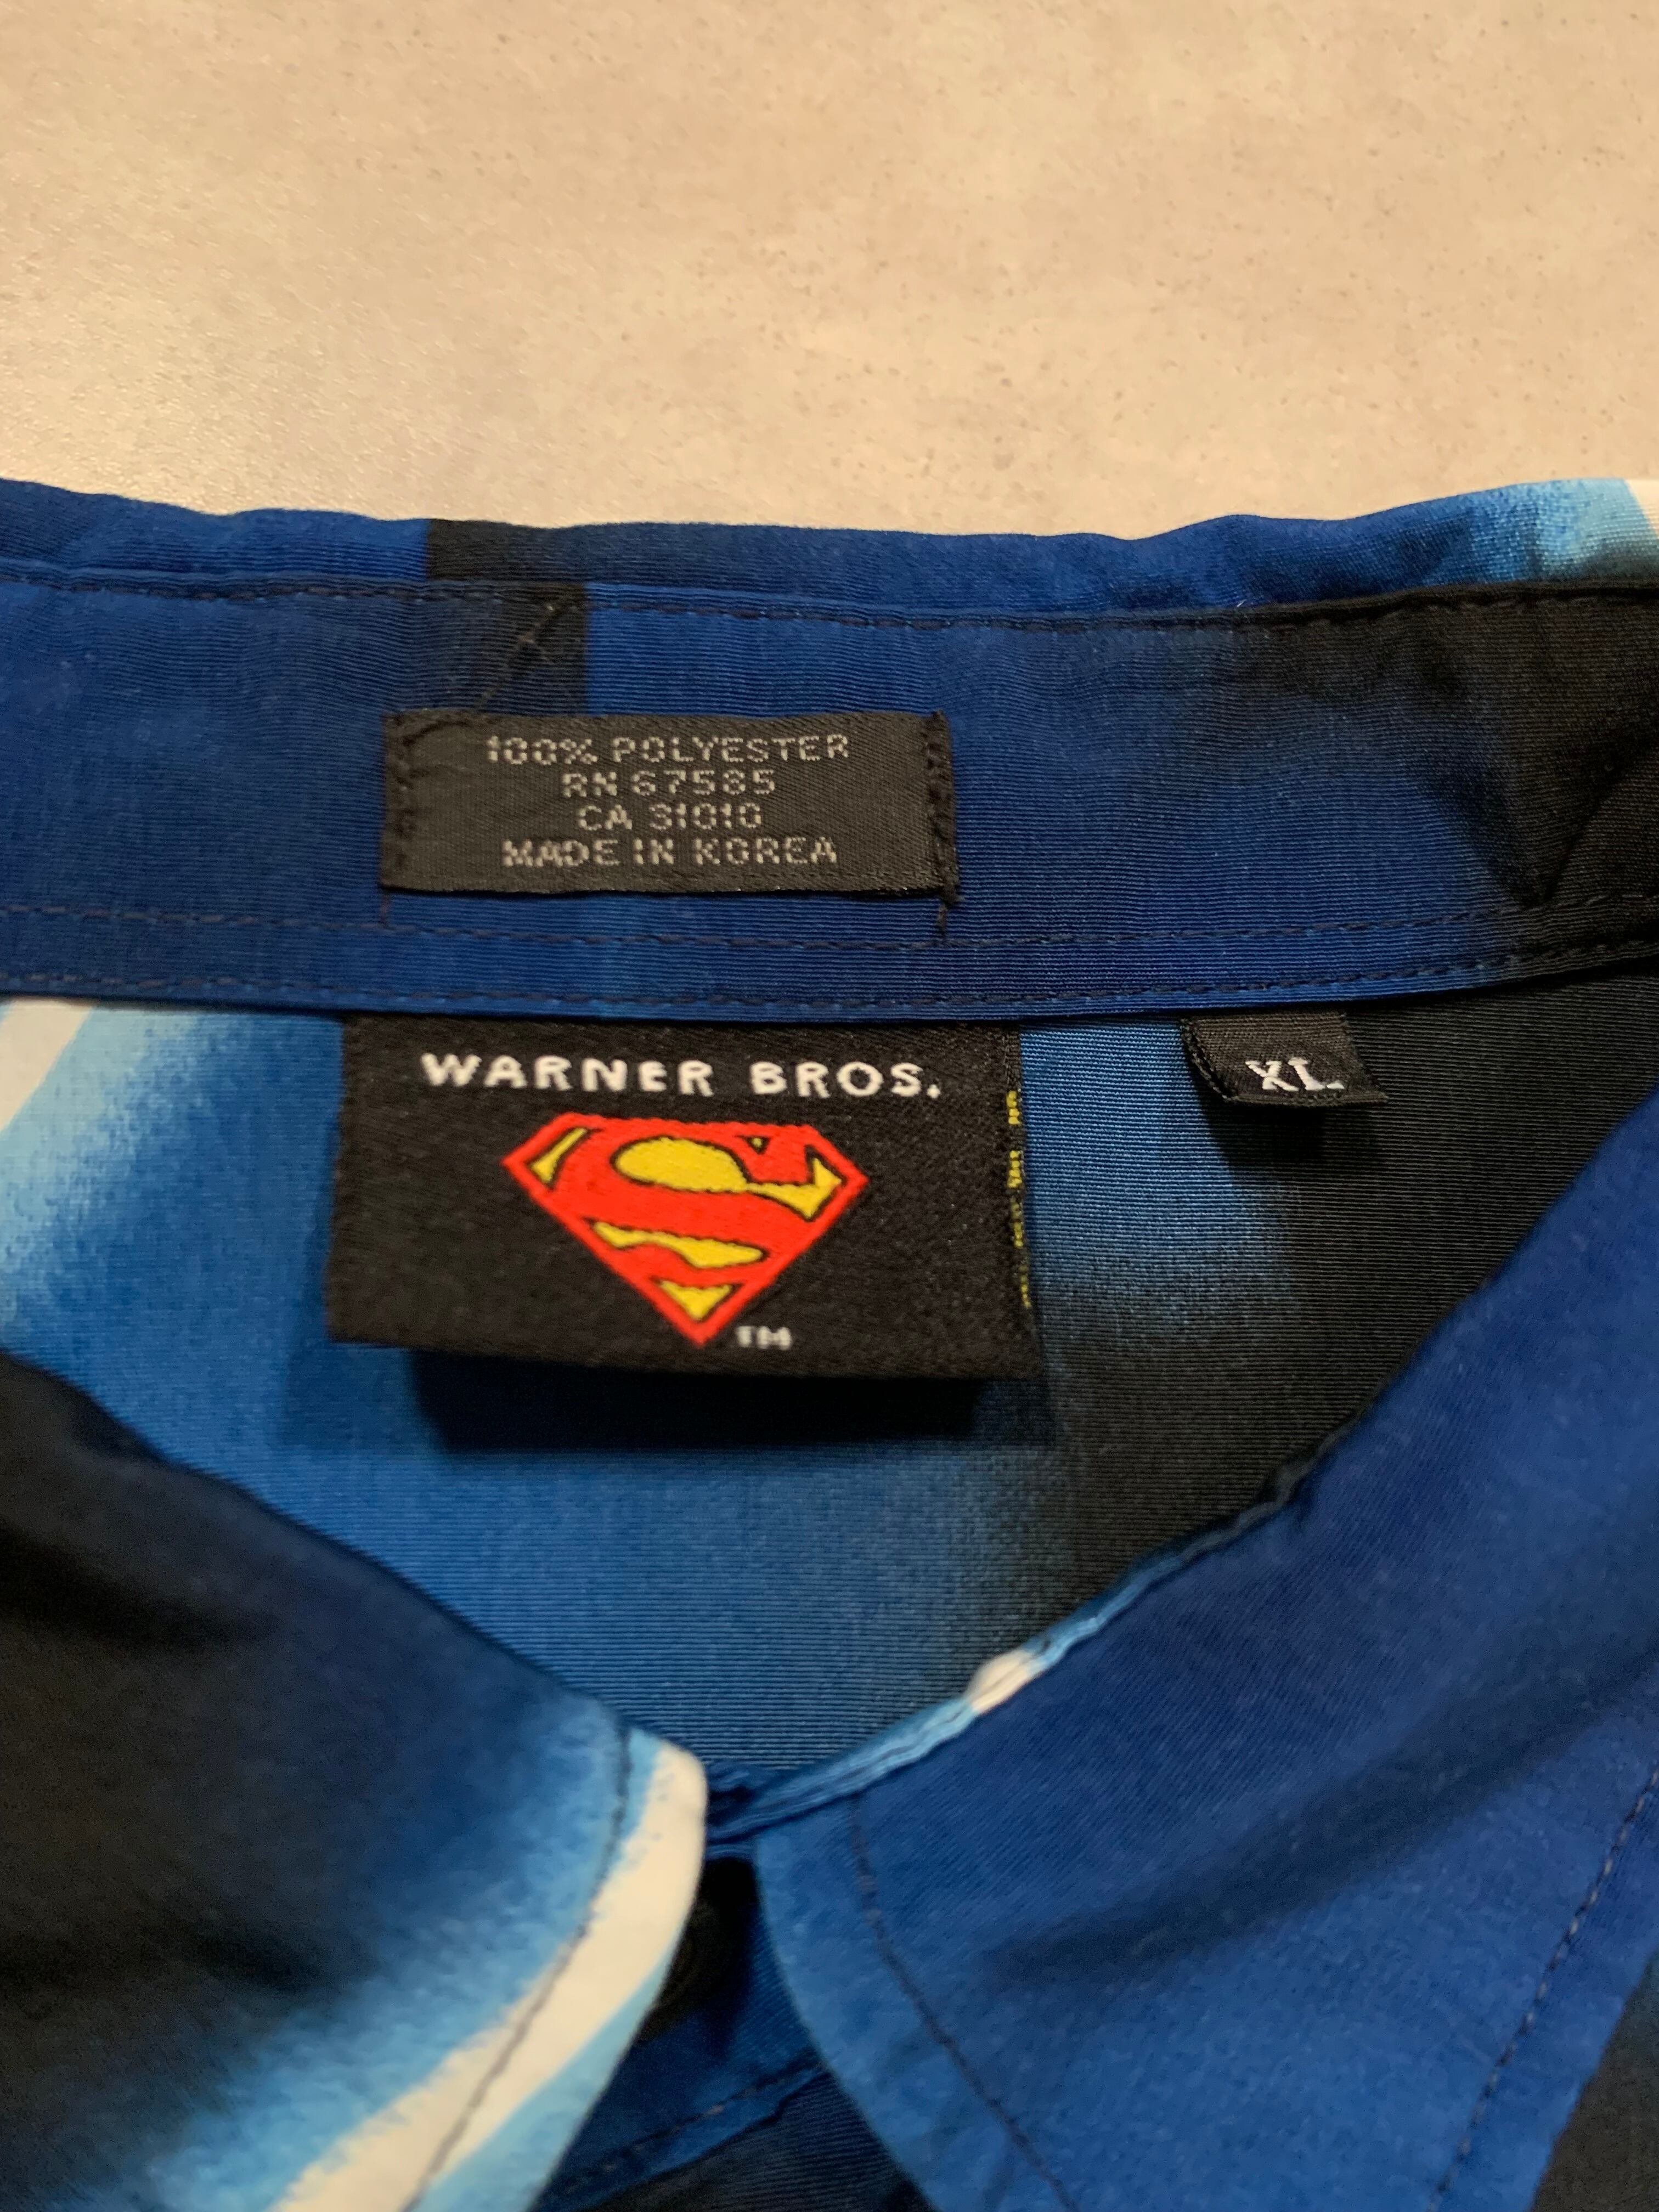 100% POLYESTER
RN 67585
CA 31010
MADE IN KOREA
WARNER BROS.
XL
S
TM